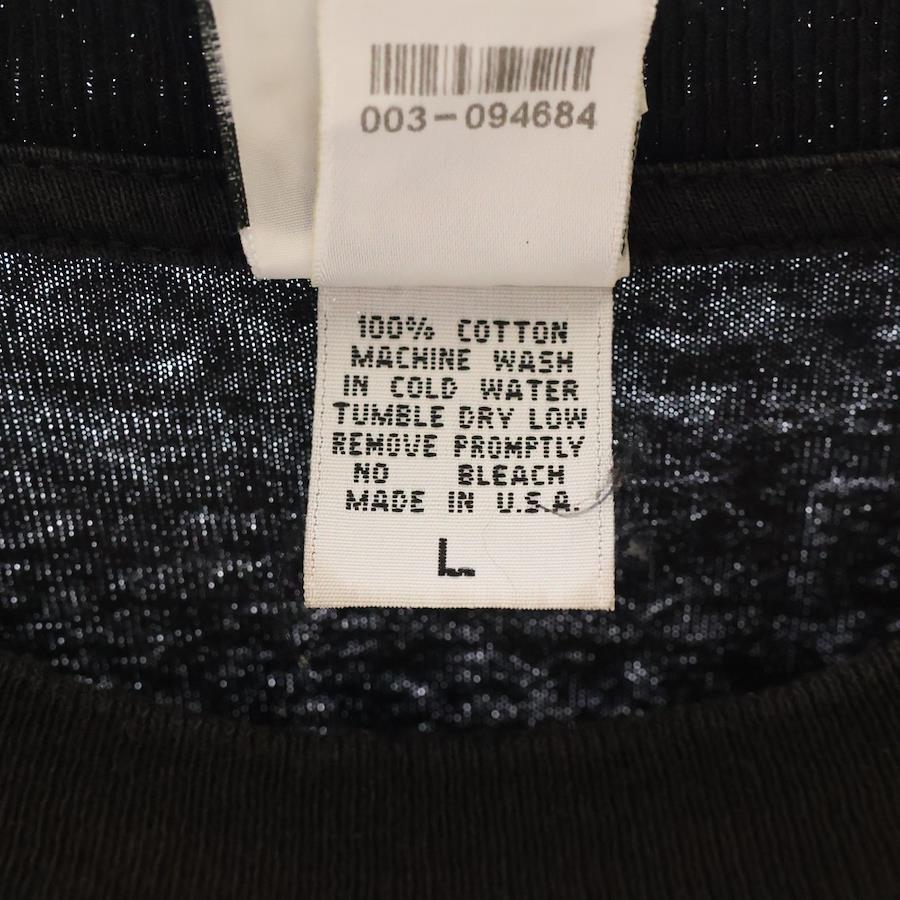 003-094684
100% COTTON
MACHINE WASH
IN COLD WATER
TUMBLE DRY LOW
REMOVE PROMPTLY
NO BLEACH
MADE IN U.S.A.
L